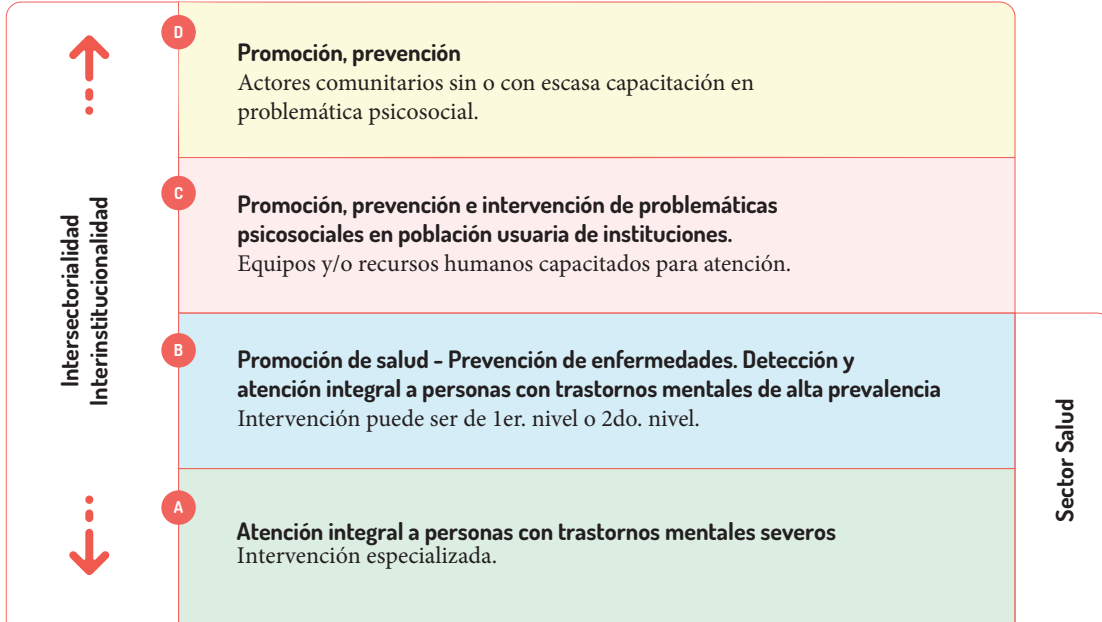 D
Promoción, prevención
Actores comunitarios sin o con escasa capacitación en
problemática psicosocial.
C
Promoción, prevención e intervención de problemáticas
psicosociales en población usuaria de instituciones.
Equipos y/o recursos humanos capacitados para atención.
Intersectorialidad
Interinstitucionalidad
B
Promoción de salud - Prevención de enfermedades. Detección y
atención integral a personas con trastornos mentales de alta prevalencia
Intervención puede ser de 1er. nivel o 2do. nivel.
Sector Salud
A
Atención integral a personas con trastornos mentales severos
Intervención especializada.